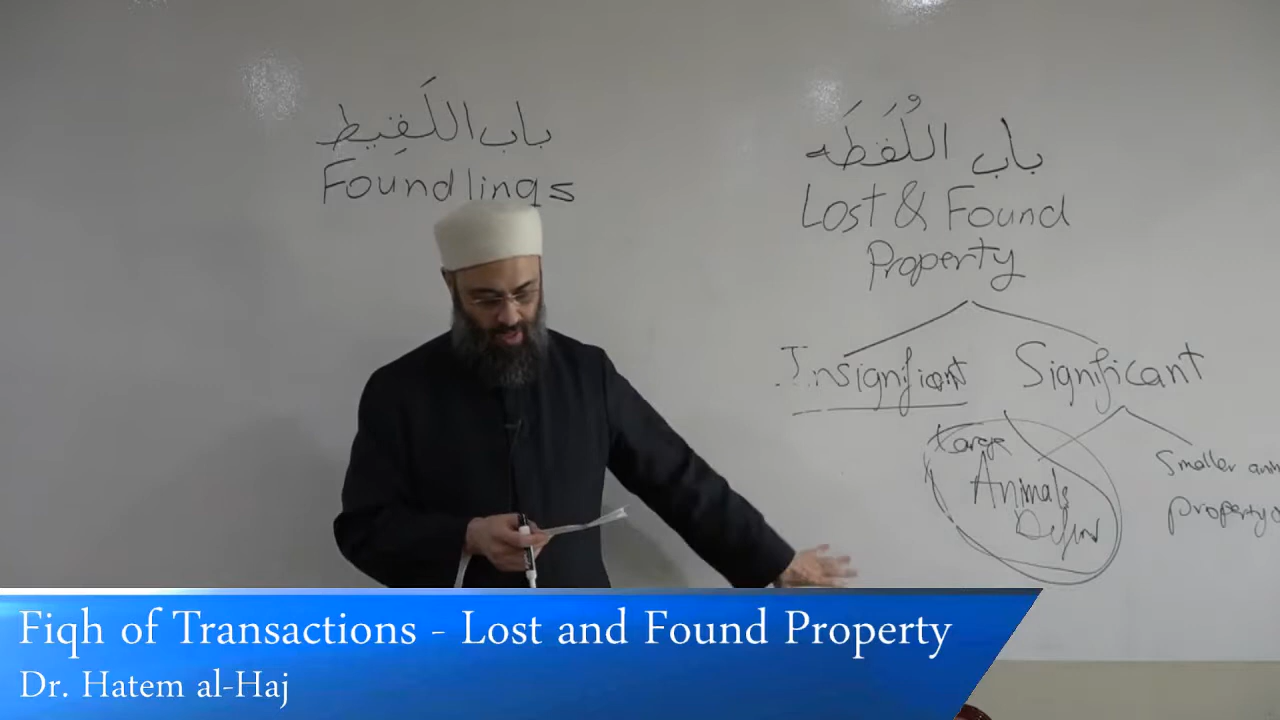 باب اللَقِيط
Foundlings
باب اللُقَطَه
Lost & Found
Property
Insignificant
Significant
Large
Animals
Smaller
property
Fiqh of Transactions - Lost and Found Property
Dr. Hatem al-Haj